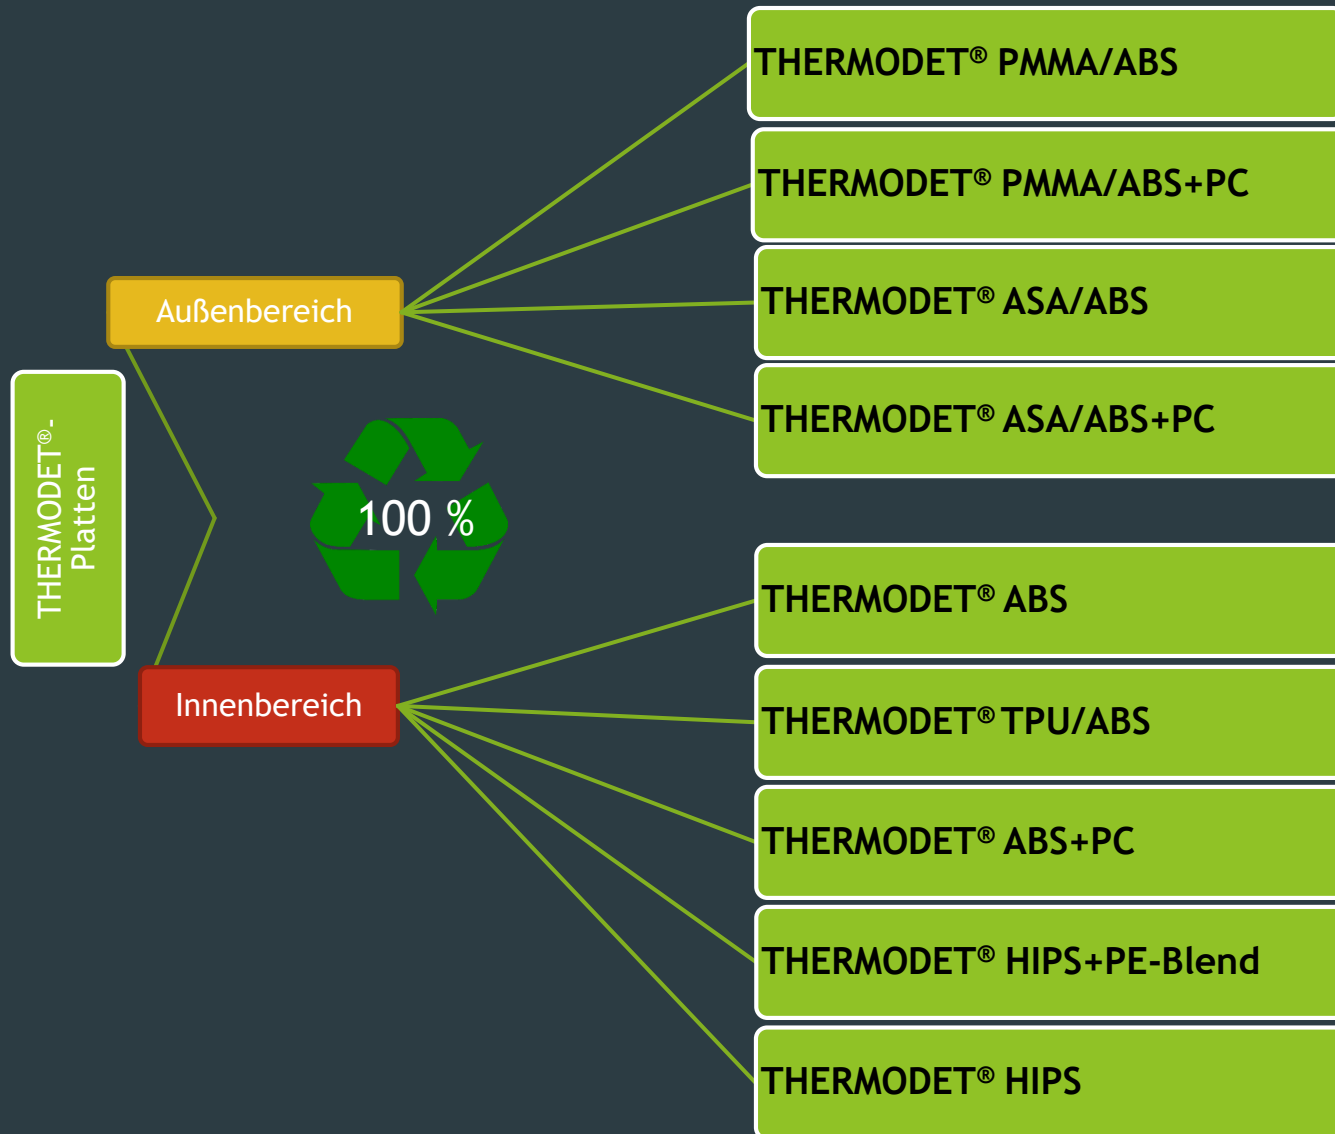 THERMODET®-
Platten
Außenbereich
THERMODET® PMMA/ABS
THERMODET® PMMA/ABS+PC
THERMODET® ASA/ABS
THERMODET® ASA/ABS+PC
100 %
Innenbereich
THERMODET® ABS
THERMODET® TPU/ABS
THERMODET® ABS+PC
THERMODET® HIPS+PE-Blend
THERMODET® HIPS